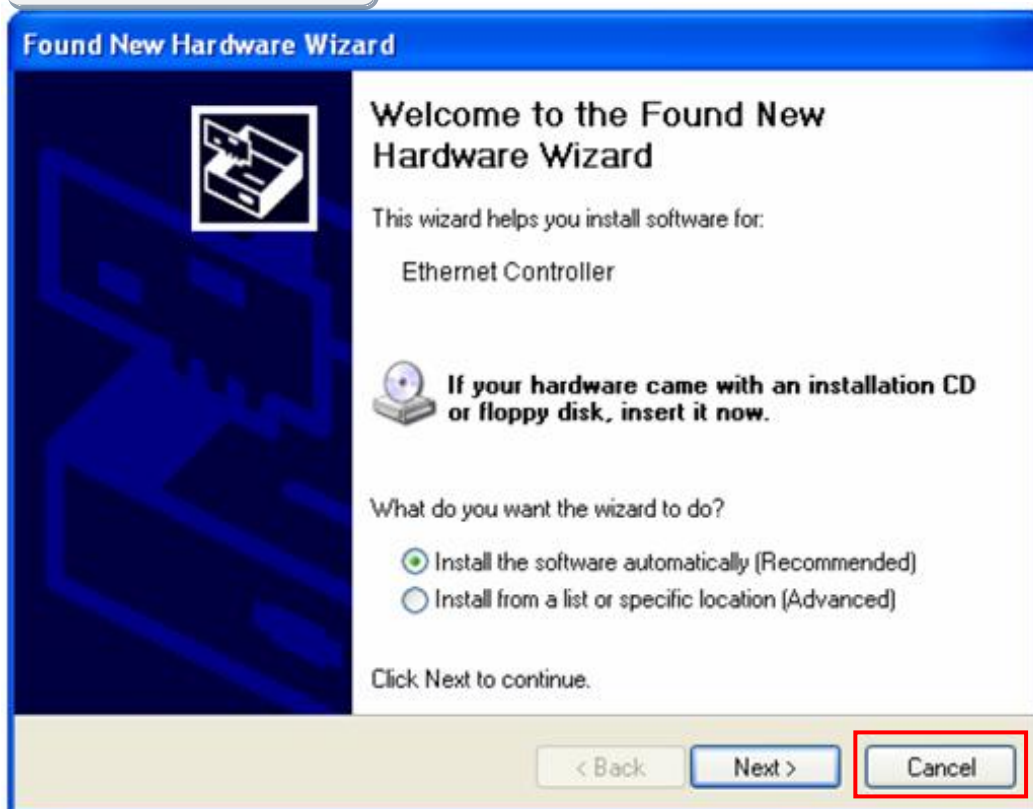 Found New Hardware Wizard
Welcome to the Found New
Hardware Wizard
This wizard helps you install software for:
Ethernet Controller
If your hardware came with an installation CD
or floppy disk, insert it now.
What do you want the wizard to do?
Install the software automatically (Recommended)
Install from a list or specific location (Advanced)
Click Next to continue.
< Back Next > Cancel